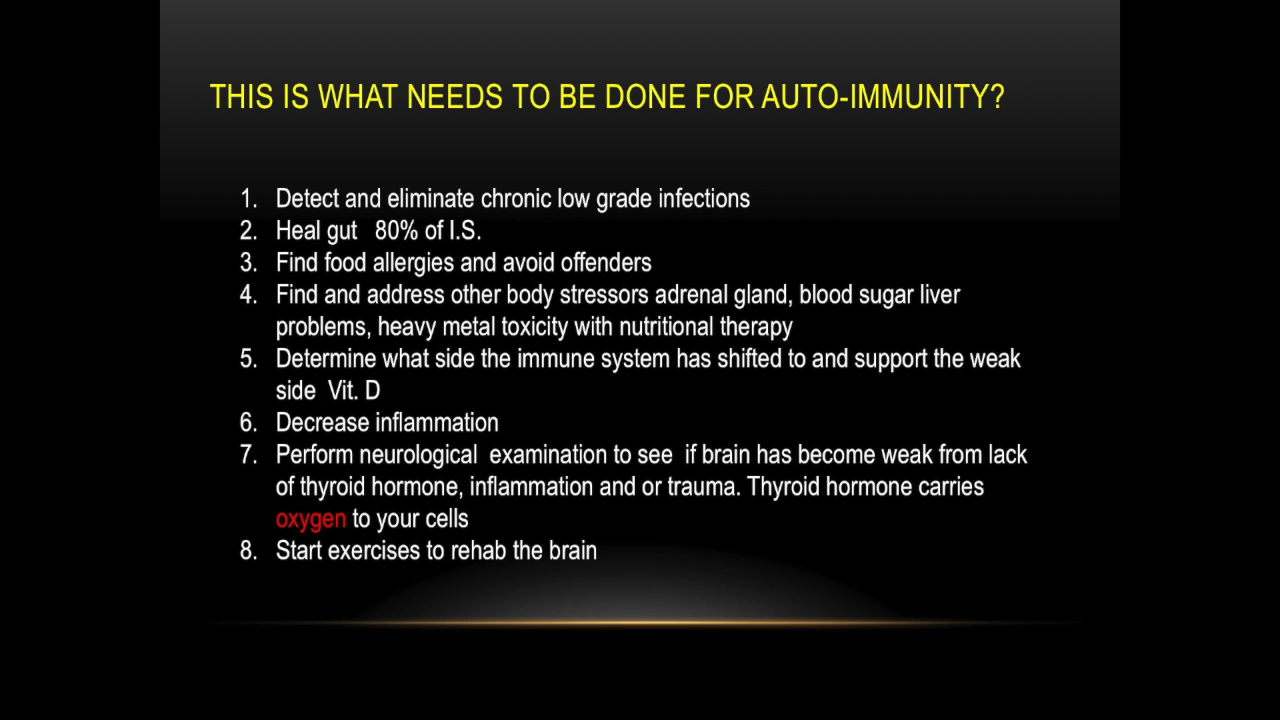 THIS IS WHAT NEEDS TO BE DONE FOR AUTO-IMMUNITY?
1. Detect and eliminate chronic low grade infections
2. Heal gut 80% of I.S.
3. Find food allergies and avoid offenders
4. Find and address other body stressors adrenal gland, blood sugar liver
problems, heavy metal toxicity with nutritional therapy
5. Determine what side the immune system has shifted to and support the weak
side Vit. D
6. Decrease inflammation
7. Perform neurological examination to see if brain has become weak from lack
of thyroid hormone, inflammation and or trauma. Thyroid hormone carries
oxygen to your cells
8. Start exercises to rehab the brain